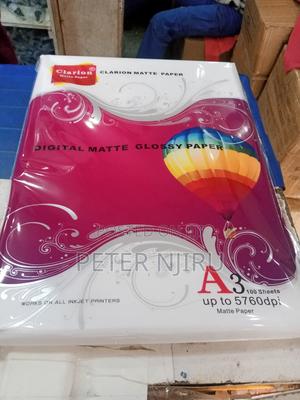 Clarion
Matte Paper
CLARION MATTE PAPER
DIGITAL MATTE GLOSSY PAPER
PETER NJIRU
A3
100 Sheets
up to 5760dpi
Matte Paper
WORKS ON ALL INKJET PRINTERS